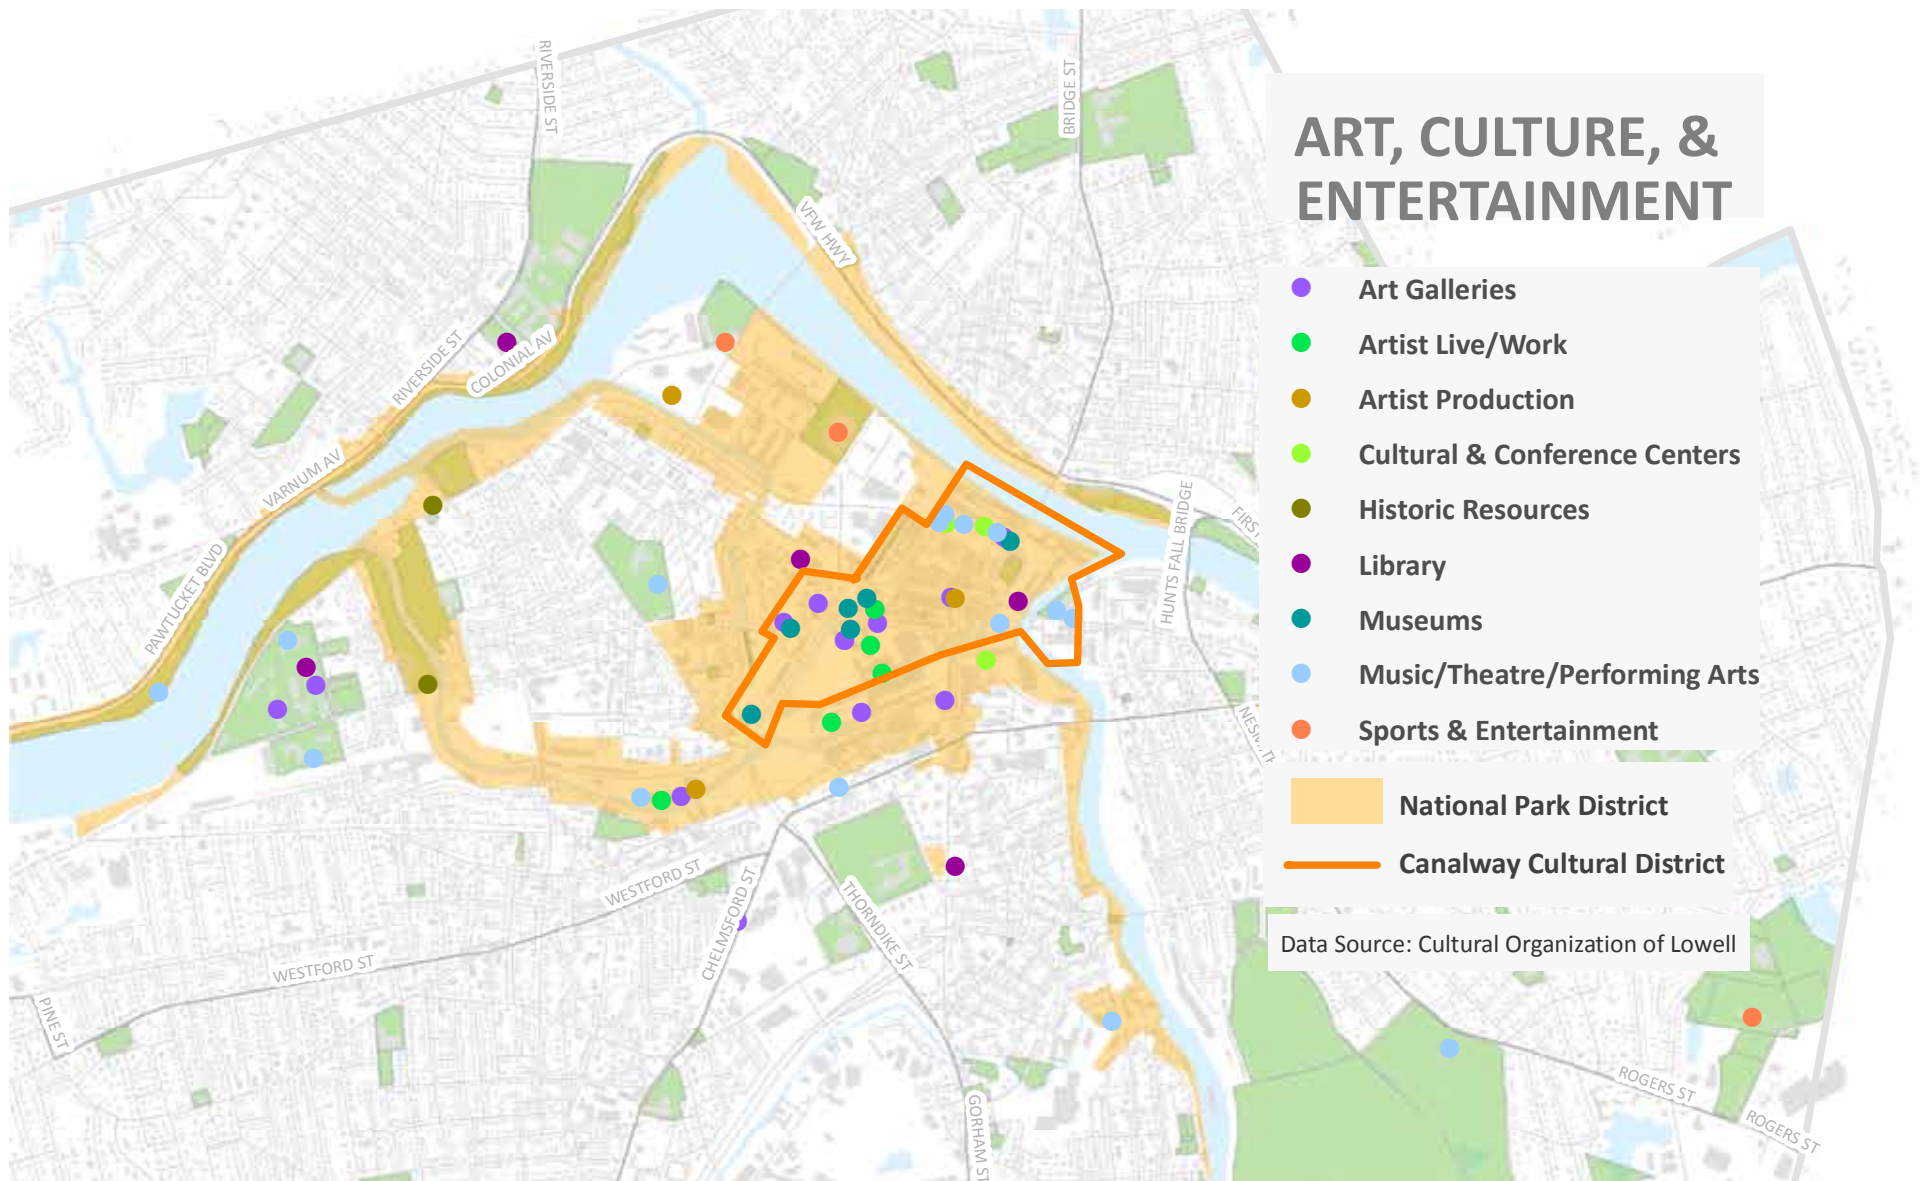 ART, CULTURE, &
ENTERTAINMENT
Art Galleries
Artist Live/Work
Artist Production
Cultural & Conference Centers
Historic Resources
Library
Museums
Music/Theatre/Performing Arts
Sports & Entertainment
National Park District
Canalway Cultural District
Data Source: Cultural Organization of Lowell
RIVERSIDE ST
BRIDGE ST
VFW HWY
RIVERSIDE ST
COLONIAL AV
VARNUM AV
PAWTUCKET BLVD
HUNTS FALL BRIDGE
FIRS
NESMITH
WESTFORD ST
CHELMSFORD ST
THORNDIKE ST
WESTFORD ST
PINE ST
GORHAM ST
ROGERS ST
ROGERS ST